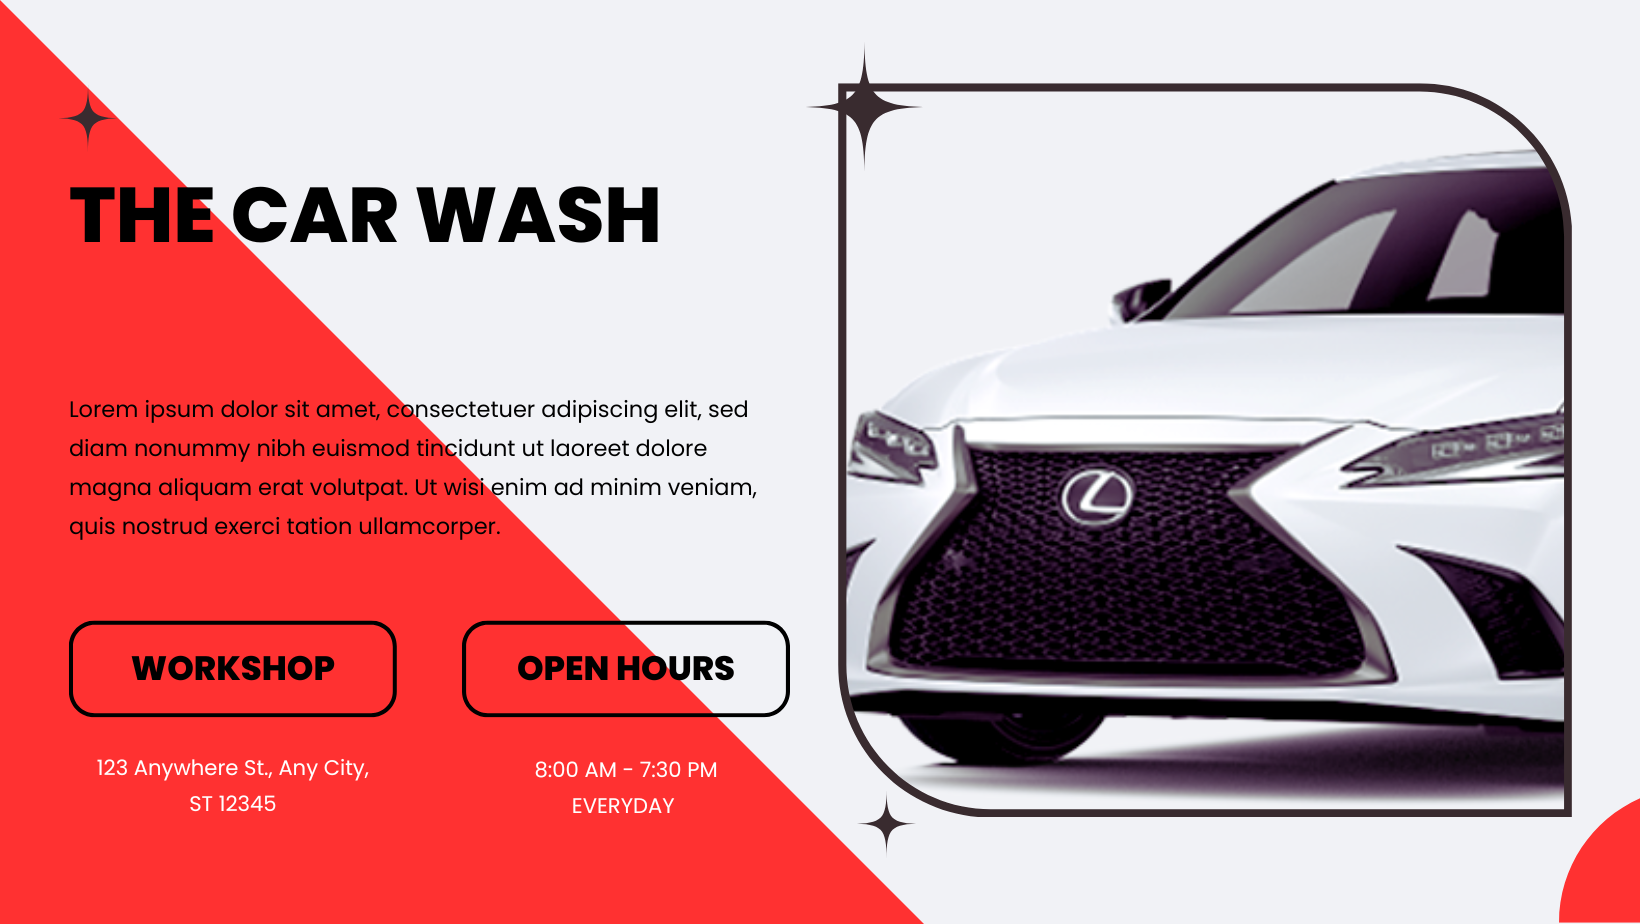 THE CAR WASH
Lorem ipsum dolor sit amet, consectetuer adipiscing elit, sed
diam nonummy nibh euismod tincidunt ut laoreet dolore
magna aliquam erat volutpat. Ut wisi enim ad minim veniam,
quis nostrud exerci tation ullamcorper.
WORKSHOP
OPEN HOURS
123 Anywhere St., Any City,
ST 12345
8:00 AM - 7:30 PM
EVERYDAY